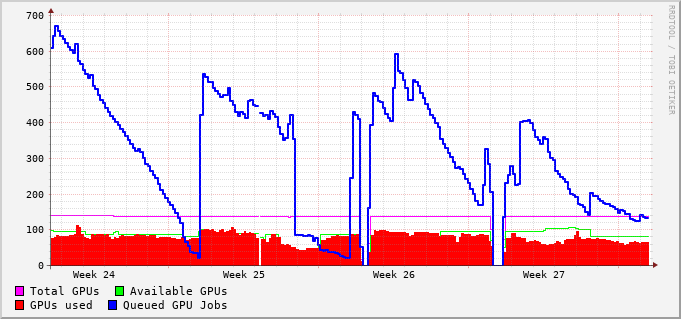 700
600
500
400
300
200
100
0
Week 24 Week 25 Week 26 Week 27
Total GPUs Available GPUs
GPUs used Queued GPU Jobs
RRDTOOL / TOBI OETIKER